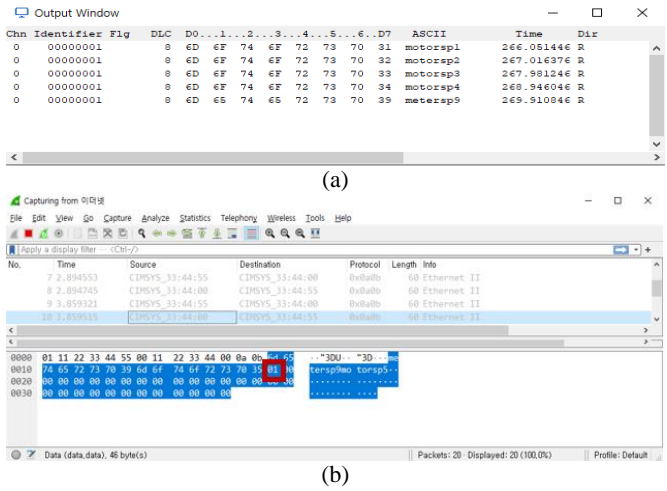 Output Window
Chn Identifier Flg DLC D0...1...2...3...4...5...6..D7 ASCII Time Dir
0 00000001 8 6D 6F 74 6F 72 73 70 31 motorsp1 266.051446 R
0 00000001 8 6D 6F 74 6F 72 73 70 32 motorsp2 267.016376 R
0 00000001 8 6D 6F 74 6F 72 73 70 33 motorsp3 267.981246 R
0 00000001 8 6D 6F 74 6F 72 73 70 34 motorsp4 268.946046 R
0 00000001 8 6D 65 74 65 72 73 70 39 metersp9 269.910846 R
(a)
Capturing from 이더넷
File Edit View Go Capture Analyze Statistics Telephony Wireless Tools Help
Apply a display filter ... <Ctrl-/>
No. Time Source Destination Protocol Length Info
7 2.894553 CIMSYS_33:44:55 CIMSYS_33:44:00 0x0a0b 60 Ethernet II
8 2.894745 CIMSYS_33:44:00 CIMSYS_33:44:55 0x0a0b 60 Ethernet II
9 3.859321 CIMSYS_33:44:55 CIMSYS_33:44:00 0x0a0b 60 Ethernet II
10 3.859515 CIMSYS_33:44:00 CIMSYS_33:44:55 0x0a0b 60 Ethernet II
0000 01 11 22 33 44 55 00 11 22 33 44 00 0a 0b 6d 65 .."3DU.. "3D...me
0010 74 65 72 73 70 39 6d 6f 74 6f 72 73 70 35 01 00 tersp9mo torsp5..
0020 00 00 00 00 00 00 00 00 00 00 00 00 00 00 00 00 ........ ........
0030 00 00 00 00 00 00 00 00 00 00 00 00 ........ ....
Data (data,data), 46 byte(s) Packets: 20 · Displayed: 20 (100,0%) Profile: Default
(b)